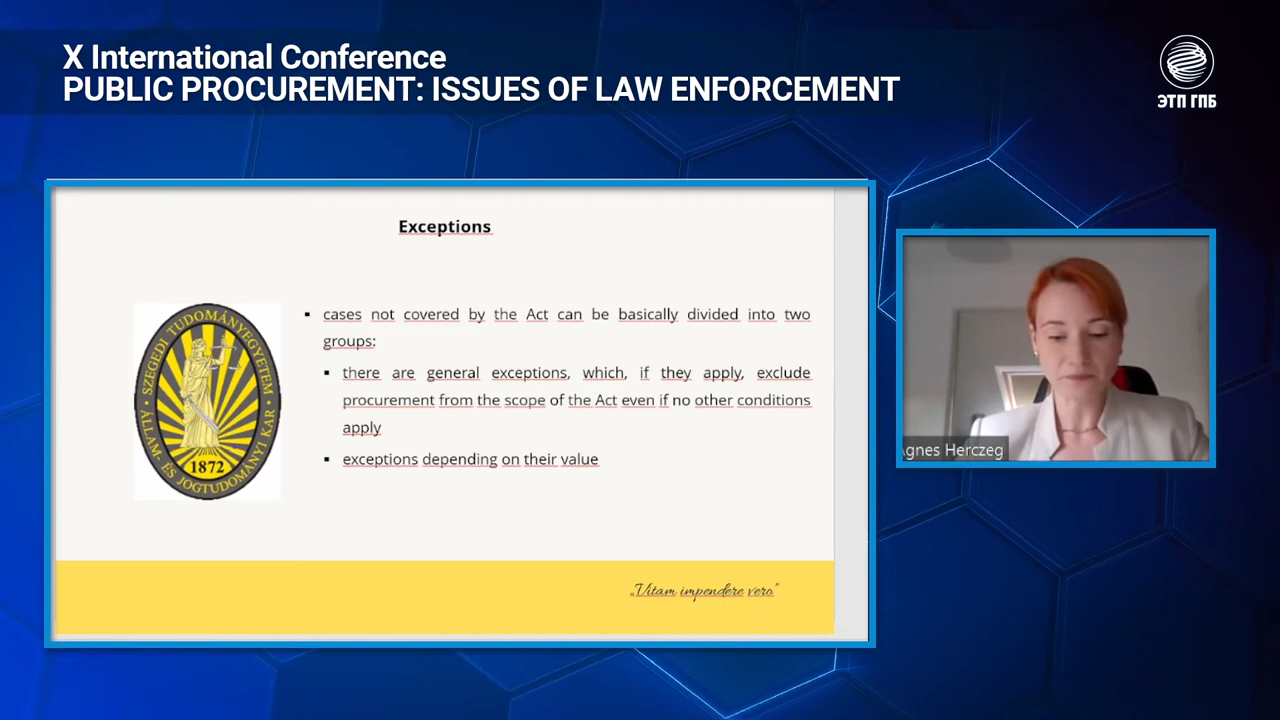 X International Conference
PUBLIC PROCUREMENT: ISSUES OF LAW ENFORCEMENT
ЭТП ГПБ
Exceptions
▪ cases not covered by the Act can be basically divided into two
groups:
▪ there are general exceptions, which, if they apply, exclude
procurement from the scope of the Act even if no other conditions
apply
▪ exceptions depending on their value
SZEGEDI TUDOMÁNYEGYETEM
ÁLLAM- ÉS JOGTUDOMÁNYI KAR
1872
„Vitam impendere vero”
gnes Herczeg